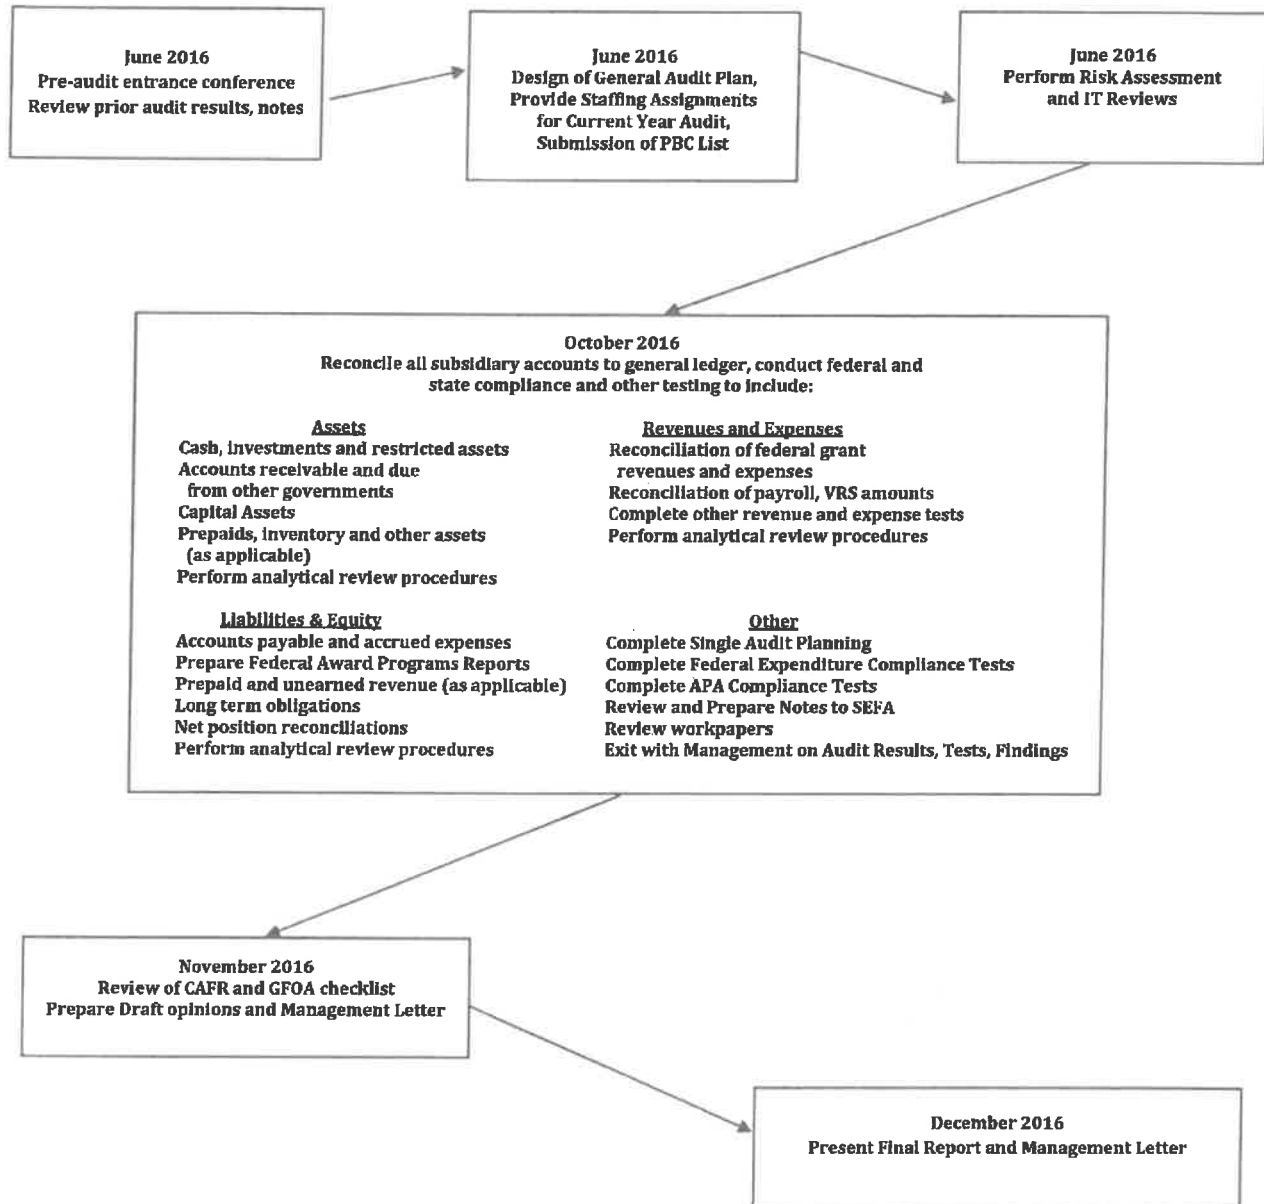 June 2016
Pre-audit entrance conference
Review prior audit results, notes
June 2016
Design of General Audit Plan,
Provide Staffing Assignments
for Current Year Audit,
Submission of PBC List
June 2016
Perform Risk Assessment
and IT Reviews
October 2016
Reconcile all subsidiary accounts to general ledger, conduct federal and
state compliance and other testing to include:
Assets
Cash, investments and restricted assets
Accounts receivable and due
from other governments
Capital Assets
Prepaids, inventory and other assets
(as applicable)
Perform analytical review procedures
Revenues and Expenses
Reconciliation of federal grant
revenues and expenses
Reconciliation of payroll, VRS amounts
Complete other revenue and expense tests
Perform analytical review procedures
Liabilities & Equity
Accounts payable and accrued expenses
Prepare Federal Award Programs Reports
Prepaid and unearned revenue (as applicable)
Long term obligations
Net position reconciliations
Perform analytical review procedures
Other
Complete Single Audit Planning
Complete Federal Expenditure Compliance Tests
Complete APA Compliance Tests
Review and Prepare Notes to SEFA
Review workpapers
Exit with Management on Audit Results, Tests, Findings
November 2016
Review of CAFR and GFOA checklist
Prepare Draft opinions and Management Letter
December 2016
Present Final Report and Management Letter